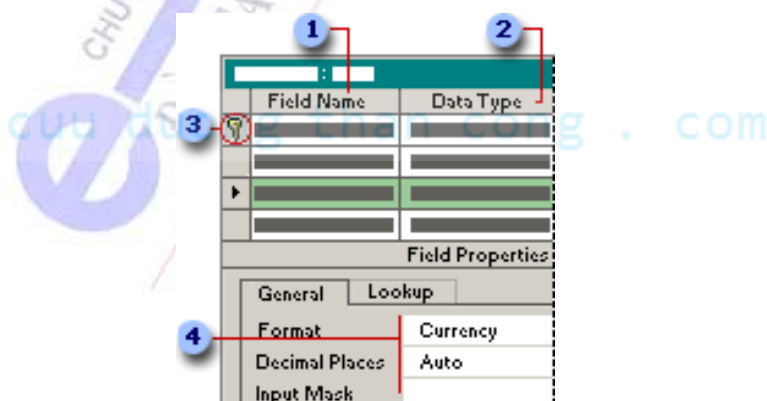 CHU
1 2
:
Field Name Data Type
3
cuu duong than cong . com
Field Properties
General Lookup
Format Currency
4
Decimal Places Auto
Input Mask